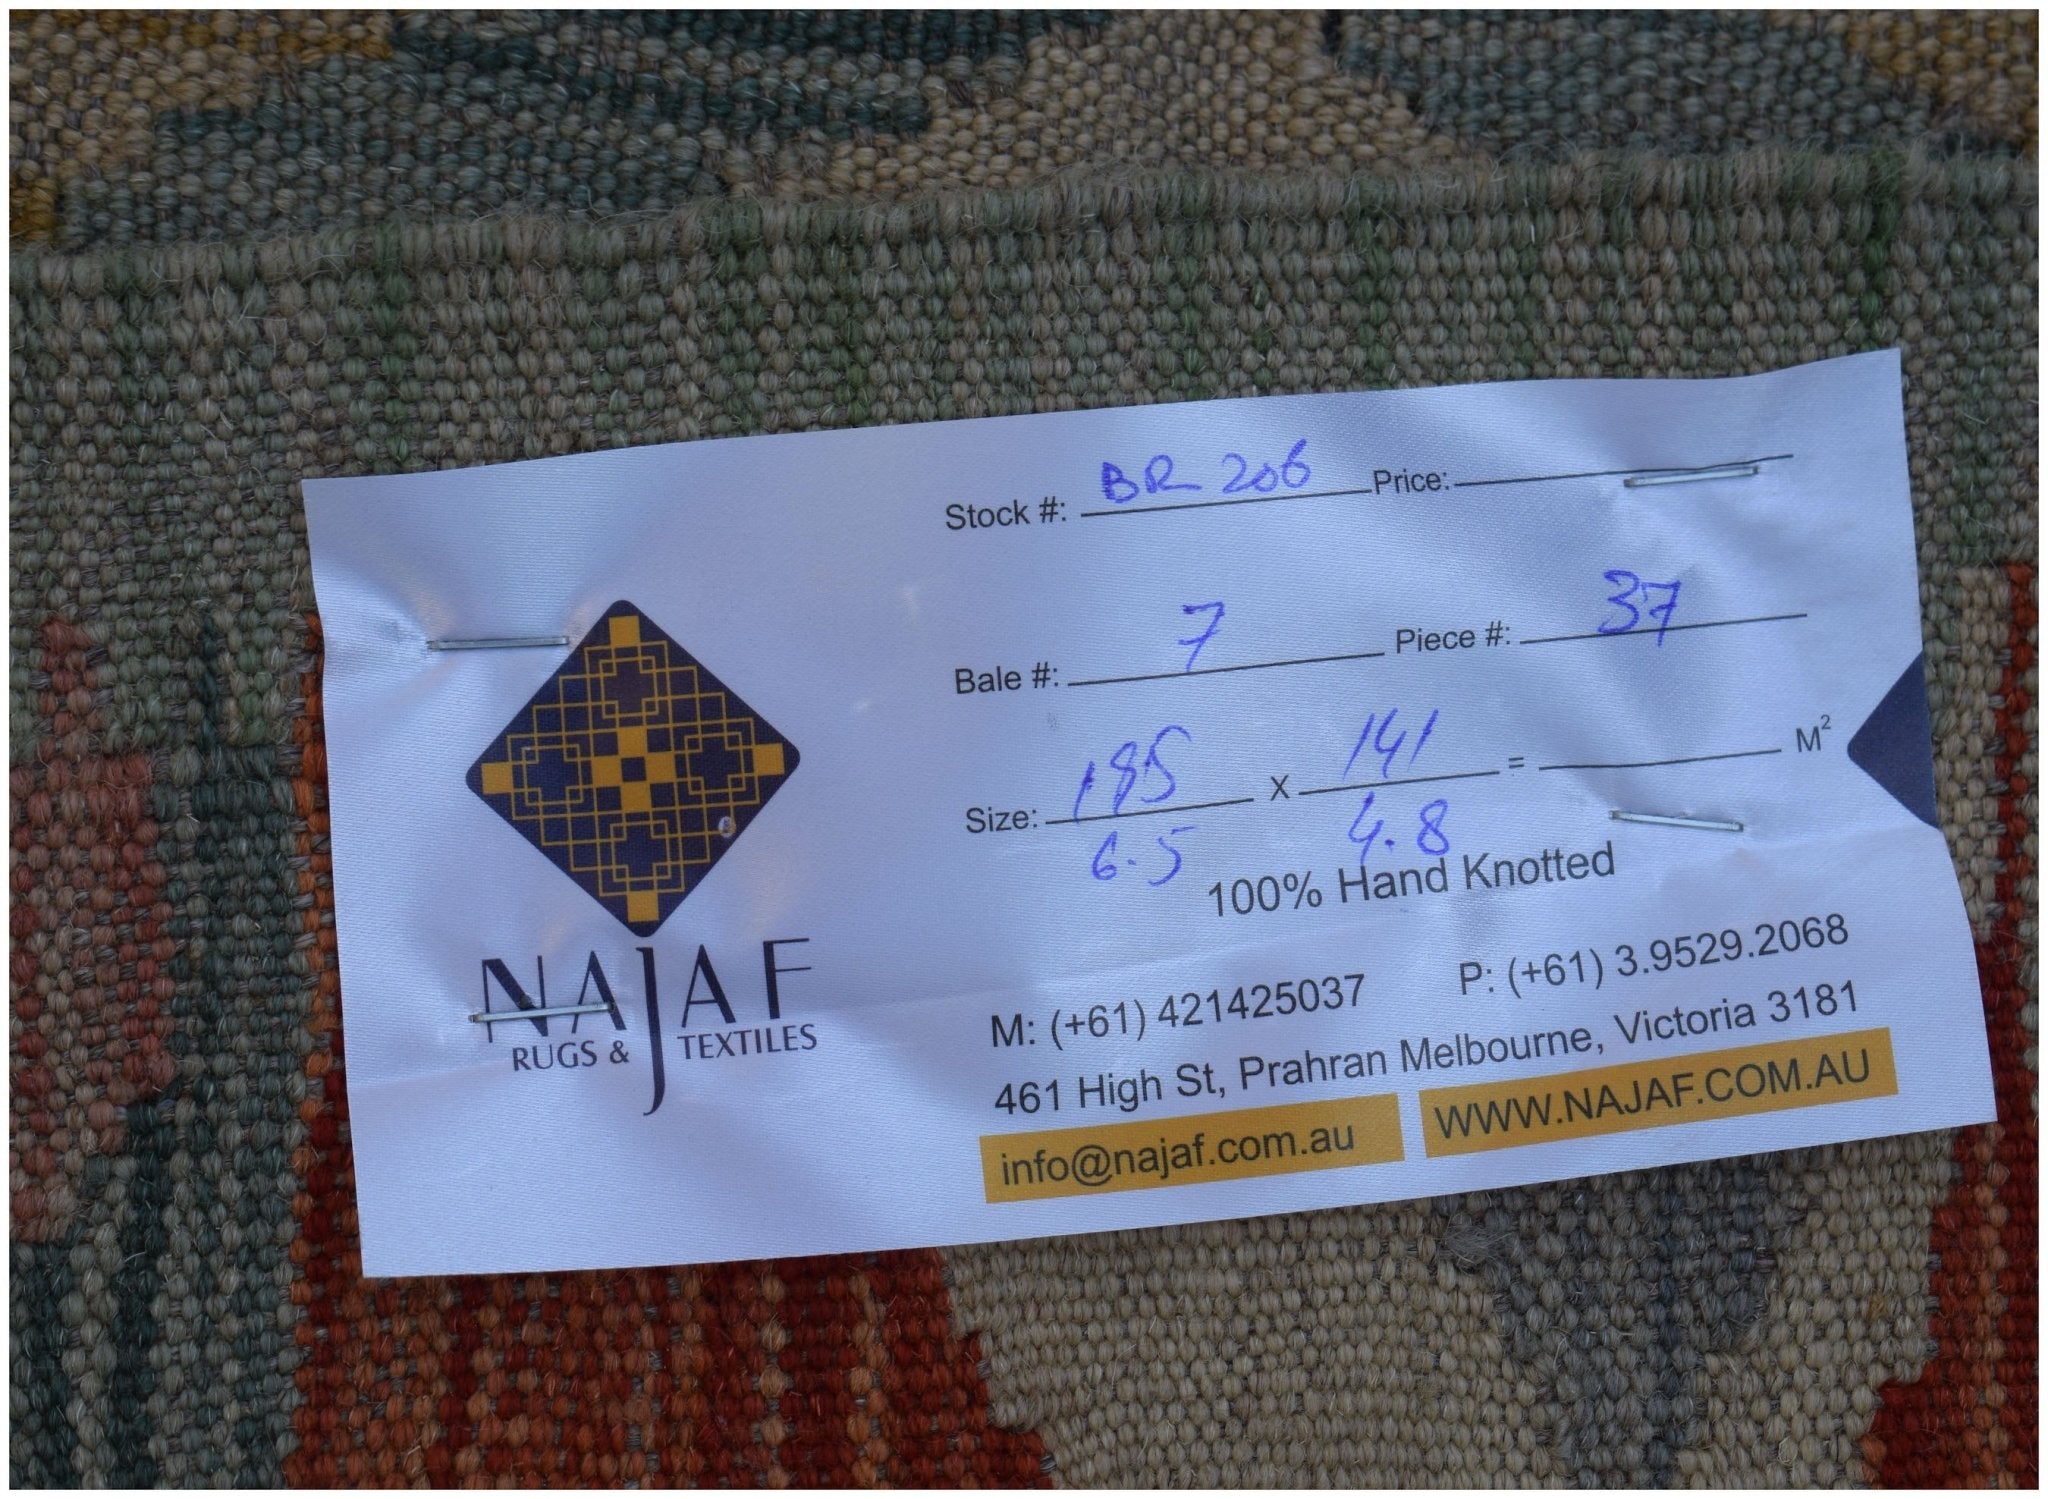 Stock #: BR 206 Price:
Bale #: 7 Piece #: 37
Size: 195 X 141 = M²
6.5 4.8
100% Hand Knotted
NAJAF
RUGS & TEXTILES
M: (+61) 421425037 P: (+61) 3.9529.2068
461 High St, Prahran Melbourne, Victoria 3181
info@najaf.com.au WWW.NAJAF.COM.AU